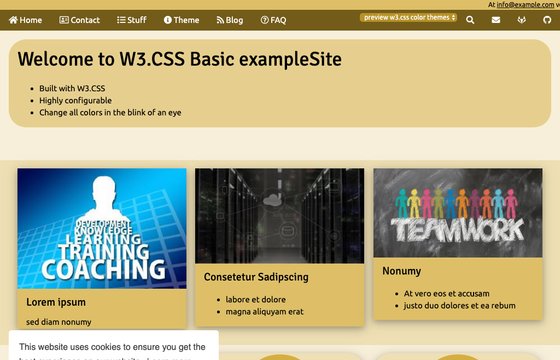 At info@example.com
Home Contact Stuff Theme Blog FAQ preview w3.css color themes
Welcome to W3.CSS Basic exampleSite
Built with W3.CSS
Highly configurable
Change all colors in the blink of an eye
DEVELOPMENT
KNOWLEDGE
LEARNING
TRAINING
COACHING
TEAMWORK
Lorem ipsum
sed diam nonumy
Consetetur Sadipscing
labore et dolore
magna aliquyam erat
Nonumy
At vero eos et accusam
justo duo dolores et ea rebum
This website uses cookies to ensure you get the